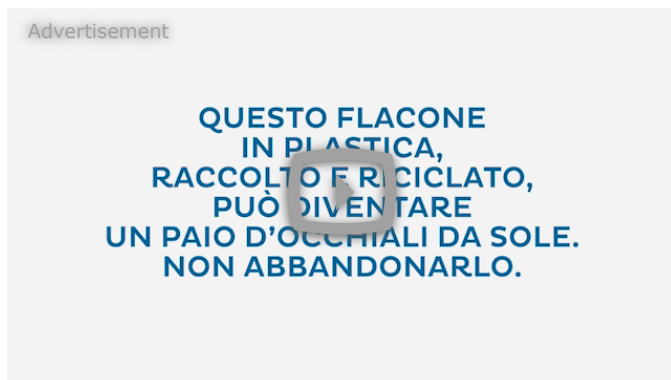 Advertisement
QUESTO FLACONE
IN PLASTICA,
RACCOLTO E RICICLATO,
PUÒ DIVENTARE
UN PAIO D’OCCHIALI DA SOLE.
NON ABBANDONARLO.